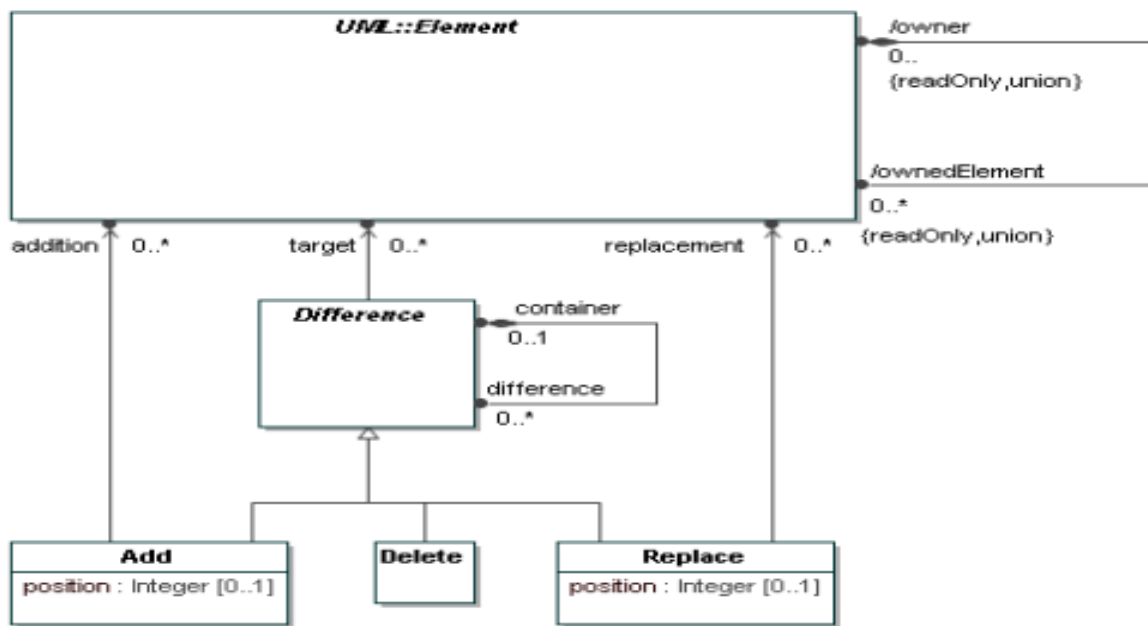 UML::Element
/owner
0..
{readOnly,union}
/ownedElement
0..*
{readOnly,union}
addition 0..*
target 0..*
replacement 0..*
Difference
container
0..1
difference
0..*
Add
position : Integer [0..1]
Delete
Replace
position : Integer [0..1]